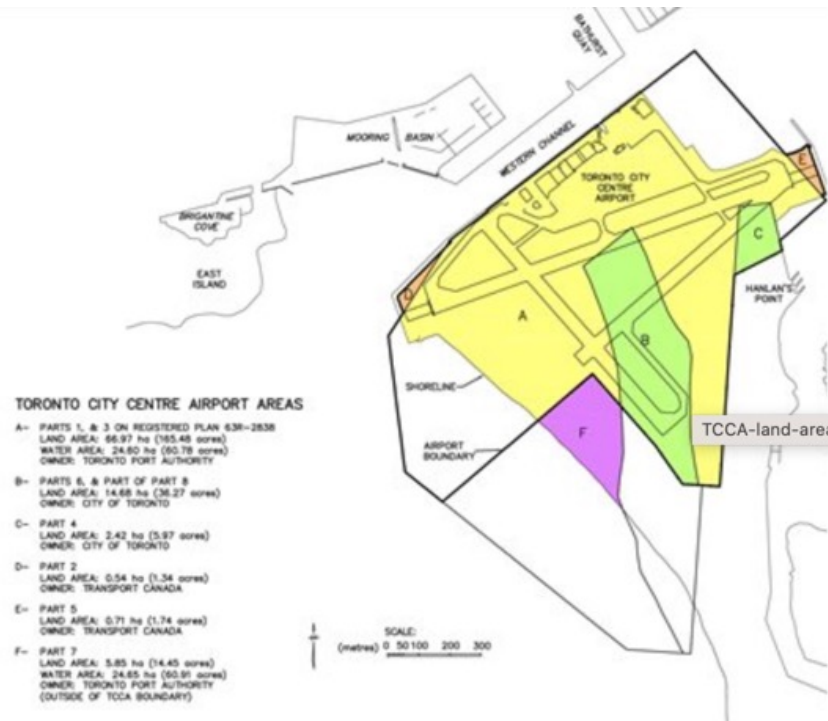 BATHURST
QUAY
MOORING BASIN
WESTERN CHANNEL
E
TORONTO CITY
CENTRE
AIRPORT
BRIGANTINE
COVE
C
EAST
ISLAND
D
HANLAN'S
POINT
A
B
SHORELINE
F
AIRPORT
BOUNDARY
TCCA-land-area
TORONTO CITY CENTRE AIRPORT AREAS
A- PARTS 1, & 3 ON REGISTERED PLAN 63R-2838
LAND AREA: 66.97 ha (165.48 acres)
WATER AREA: 24.60 ha (60.78 acres)
OWNER: TORONTO PORT AUTHORITY
B- PARTS 6, & PART OF PART 8
LAND AREA: 14.68 ha (36.27 acres)
OWNER: CITY OF TORONTO
C- PART 4
LAND AREA: 2.42 ha (5.97 acres)
OWNER: CITY OF TORONTO
D- PART 2
LAND AREA: 0.54 ha (1.34 acres)
OWNER: TRANSPORT CANADA
E- PART 5
LAND AREA: 0.71 ha (1.74 acres)
OWNER: TRANSPORT CANADA
F- PART 7
LAND AREA: 5.85 ha (14.45 acres)
WATER AREA: 24.65 ha (60.91 acres)
OWNER: TORONTO PORT AUTHORITY
(OUTSIDE OF TCCA BOUNDARY)
SCALE:
(metres) 0 50 100 200 300